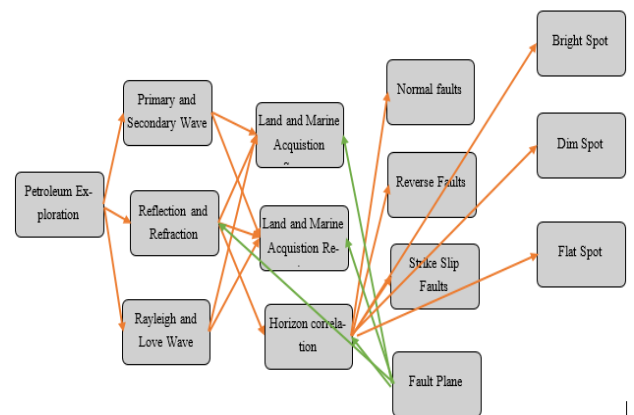 Petroleum Ex-
ploration
Primary and
Secondary Wave
Reflection and
Refraction
Rayleigh and
Love Wave
Land and Marine
Acquistion
Land and Marine
Acquistion Re-
Horizon correla-
tion
Normal faults
Reverse Faults
Strike Slip
Faults
Fault Plane
Bright Spot
Dim Spot
Flat Spot